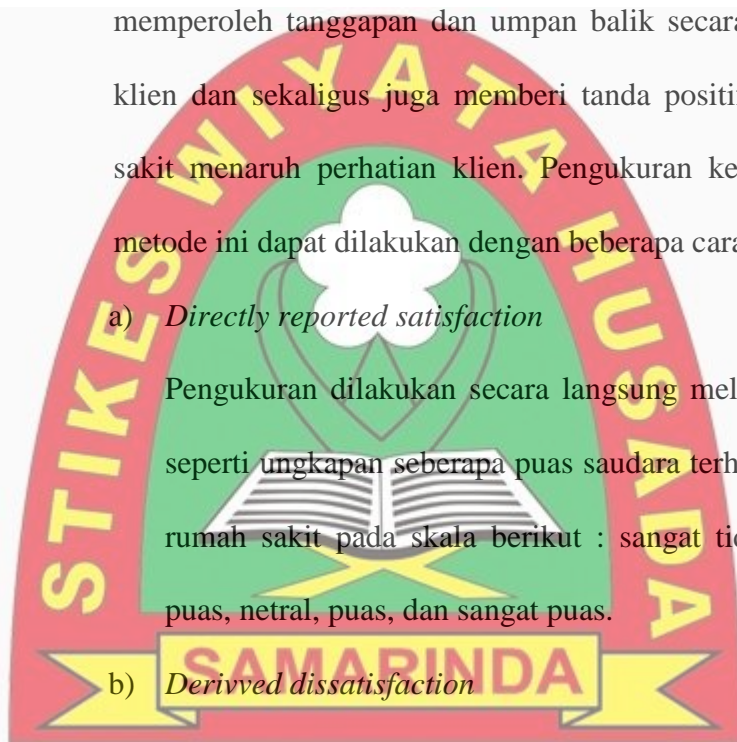 memperoleh tanggapan dan umpan balik secara
klien dan sekaligus juga memberi tanda positif
sakit menaruh perhatian klien. Pengukuran ke
metode ini dapat dilakukan dengan beberapa cara
a) Directly reported satisfaction
Pengukuran dilakukan secara langsung mel
seperti ungkapan seberapa puas saudara terh
rumah sakit pada skala berikut : sangat tid
puas, netral, puas, dan sangat puas.
b) Derivved dissatisfaction
STIKES WIYATA HUSADA
SAMARINDA